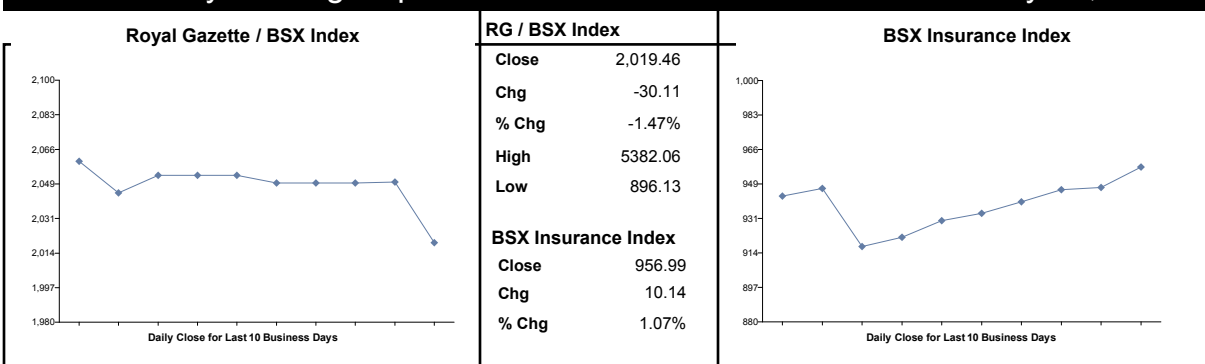 Royal Gazette / BSX Index
2,100
2,083
2,066
2,049
2,031
2,014
1,997
1,980
Daily Close for Last 10 Business Days
RG / BSX Index
Close 2,019.46
Chg -30.11
% Chg -1.47%
High 5382.06
Low 896.13
BSX Insurance Index
Close 956.99
Chg 10.14
% Chg 1.07%
BSX Insurance Index
1,000
983
966
949
931
914
897
880
Daily Close for Last 10 Business Days